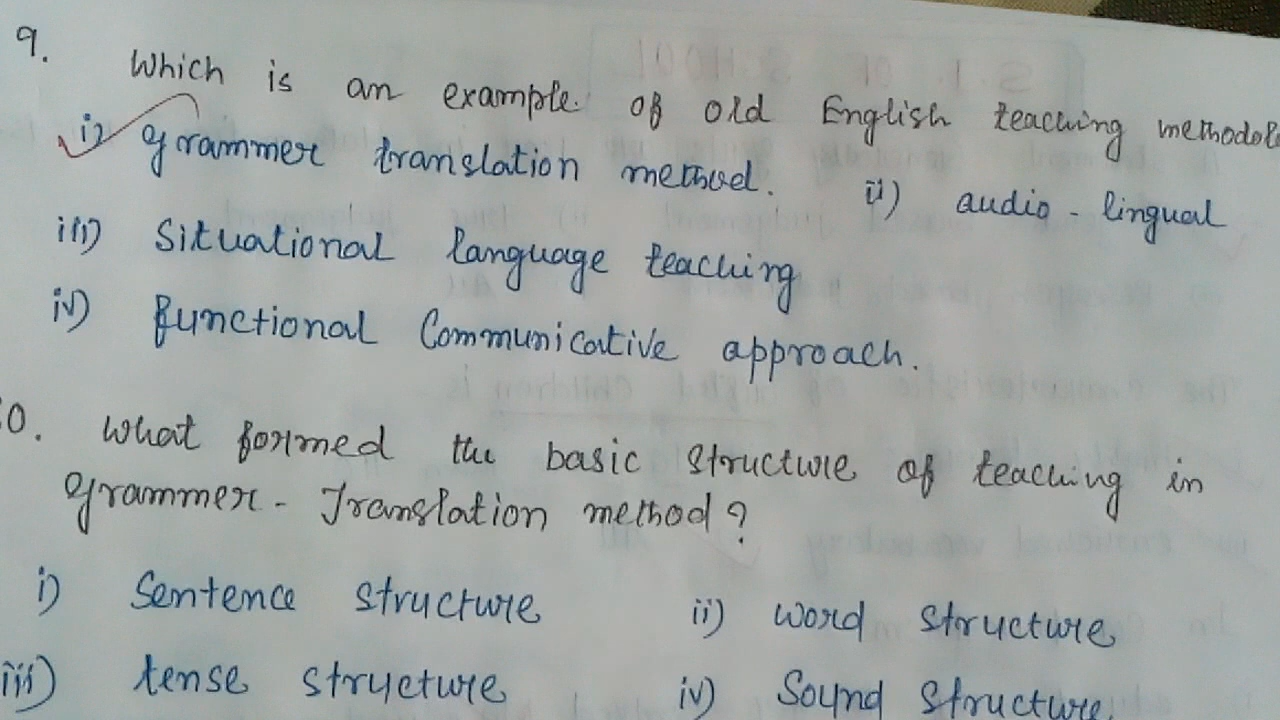 9. Which is an example of old English teaching
i) grammer translation method. ii) audio-lingual
iii) Situational language teaching
iv) functional Communicative approach.
0. What formed the basic structure of teaching in
grammer-Translation method?
i) Sentence structure ii) word structure
iii) tense structure iv) Sound structure